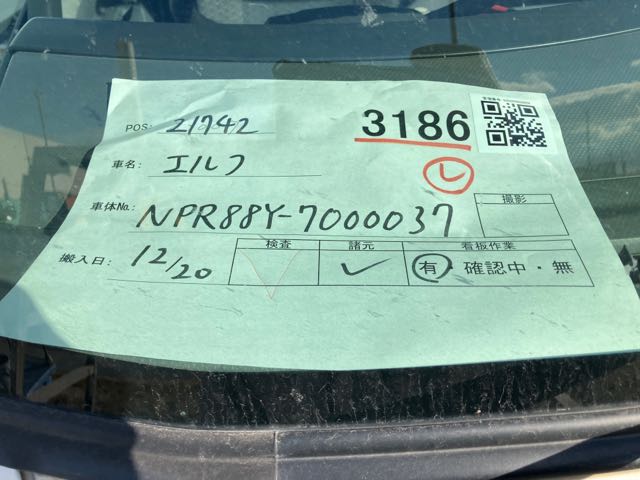 POS: 21742
3186
車名: エルフ
レ
車体No. NPR88Y-7000037
撮影
搬入日: 12/20
検査 諸元 看板作業
有・確認中・無